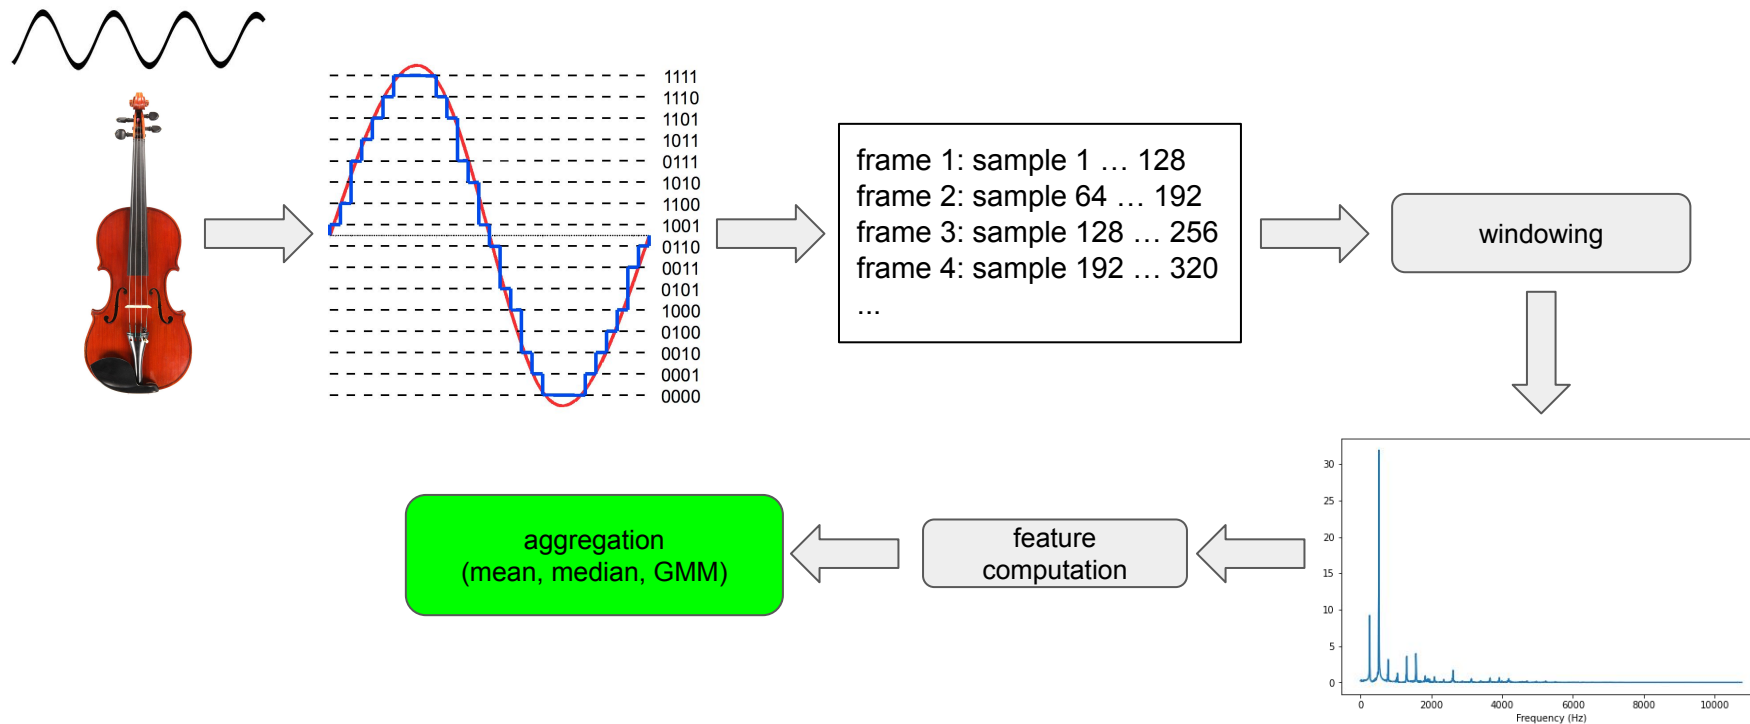 1111
1110
1101
1011
0111
1010
1100
1001
0110
0011
0101
1000
0100
0010
0001
0000
frame 1: sample 1 … 128
frame 2: sample 64 … 192
frame 3: sample 128 … 256
frame 4: sample 192 … 320
...
windowing
30
25
20
15
10
5
0
0 2000 4000 6000 8000 10000
Frequency (Hz)
feature
computation
aggregation
(mean, median, GMM)